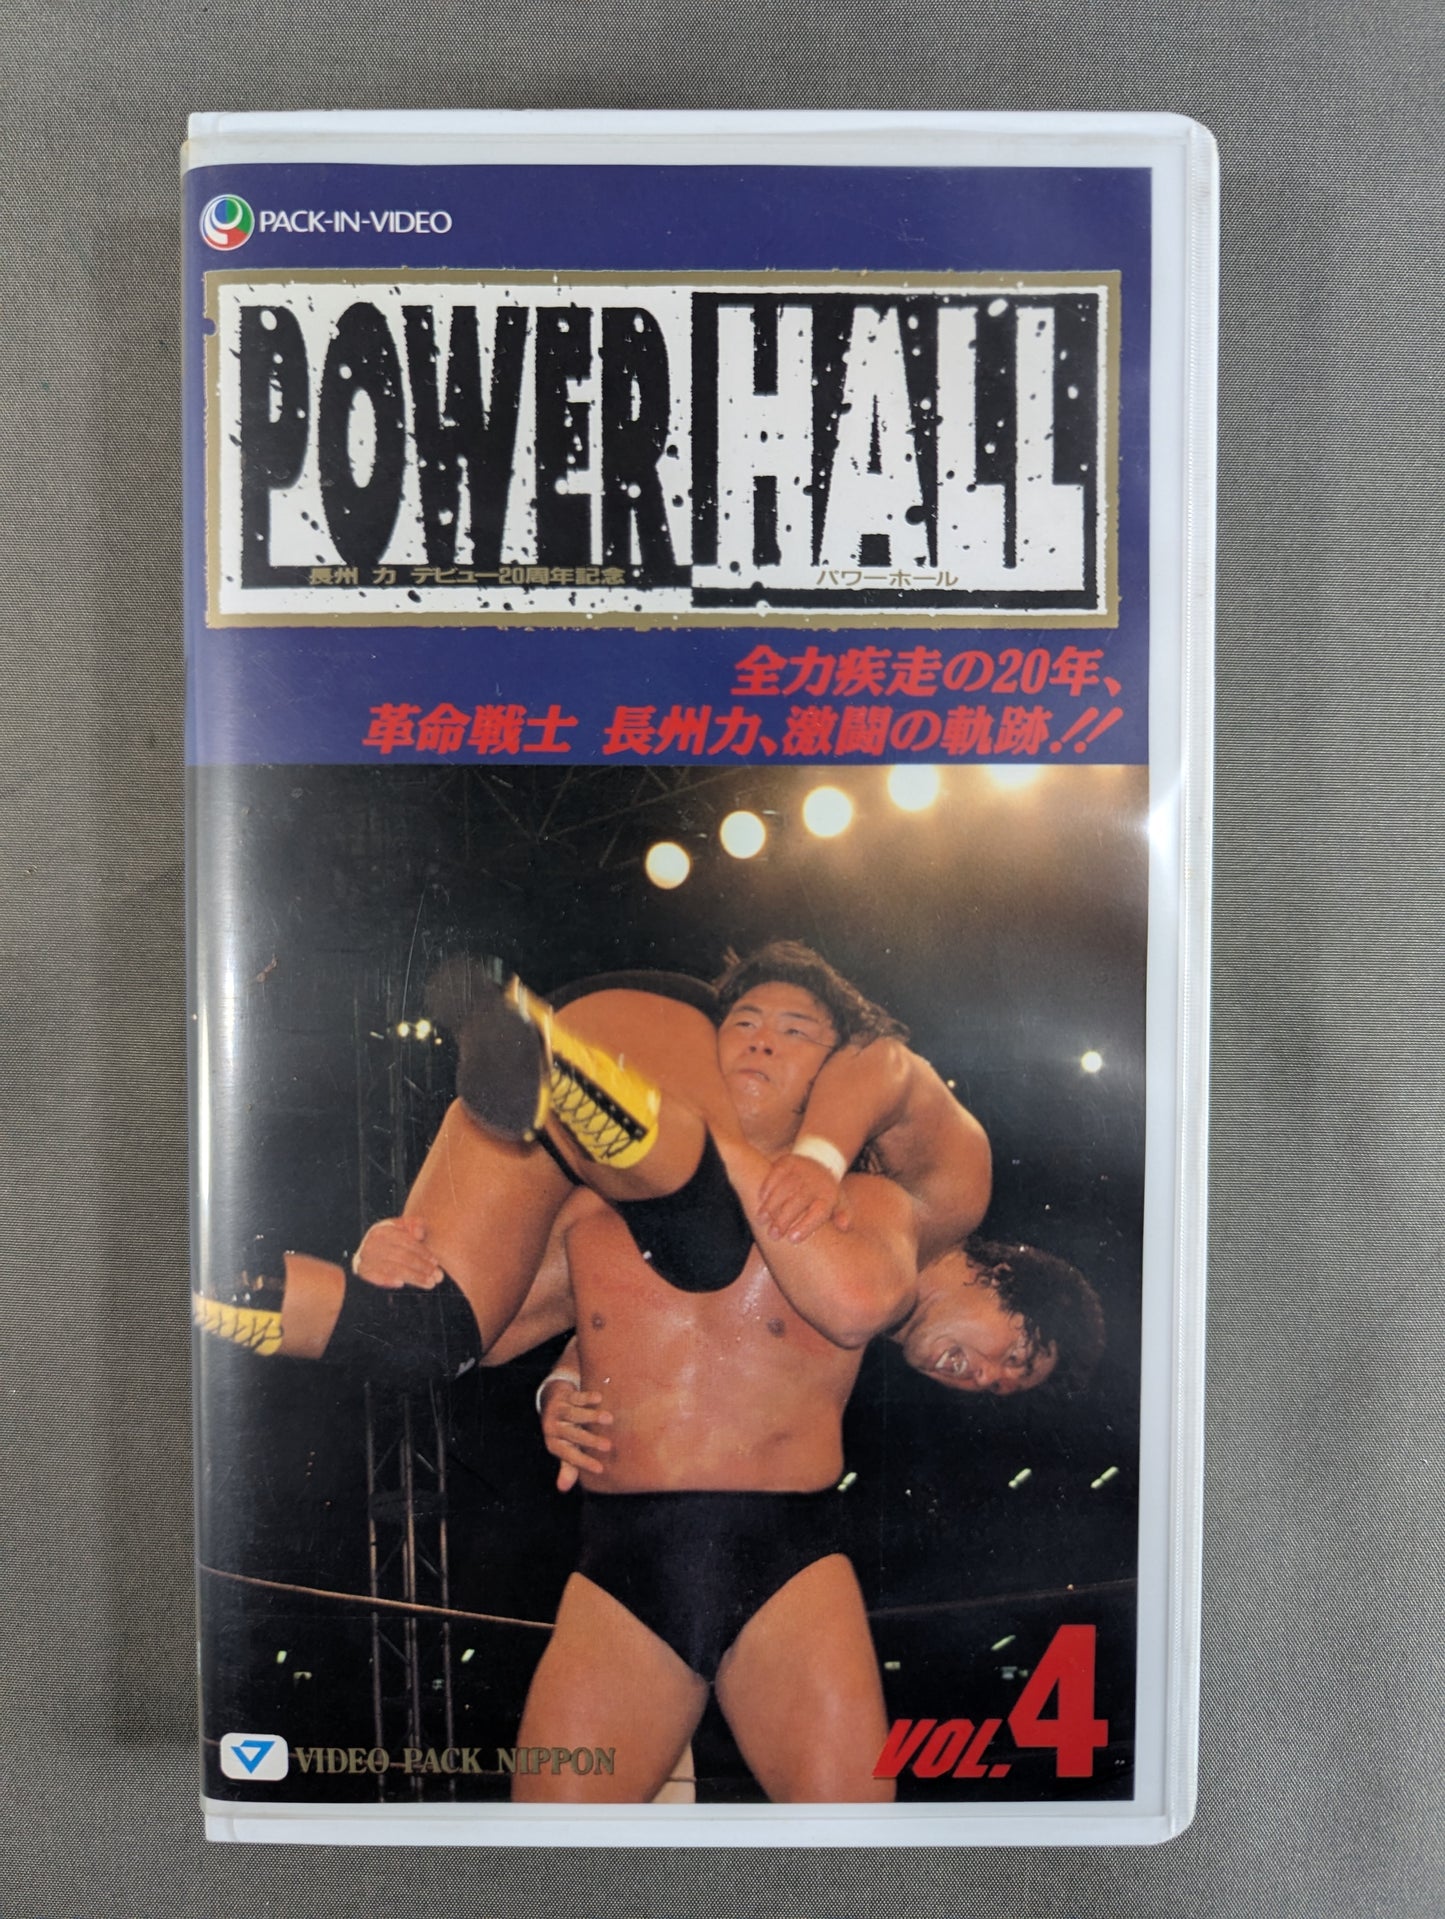 PACK-IN-VIDEO
POWER HALL
長州 力 デビュー20周年記念
パワーホール
全力疾走の20年、
革命戦士 長州力、激闘の軌跡!!
VOL.4
VIDEO PACK NIPPON